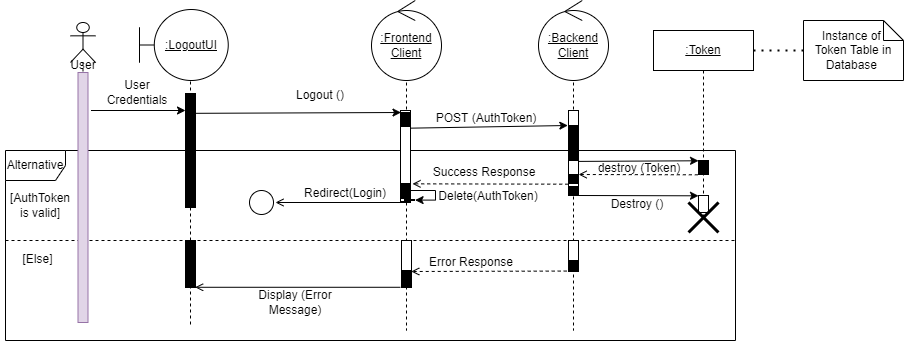 User
:LogoutUI
:Frontend
Client
:Backend
Client
:Token
Instance of
Token Table in
Database
User
Credentials
Logout ()
POST (AuthToken)
Alternative
[AuthToken
is valid]
destroy (Token)
Success Response
Redirect(Login)
Delete(AuthToken)
Destroy ()
[Else]
Error Response
Display (Error
Message)